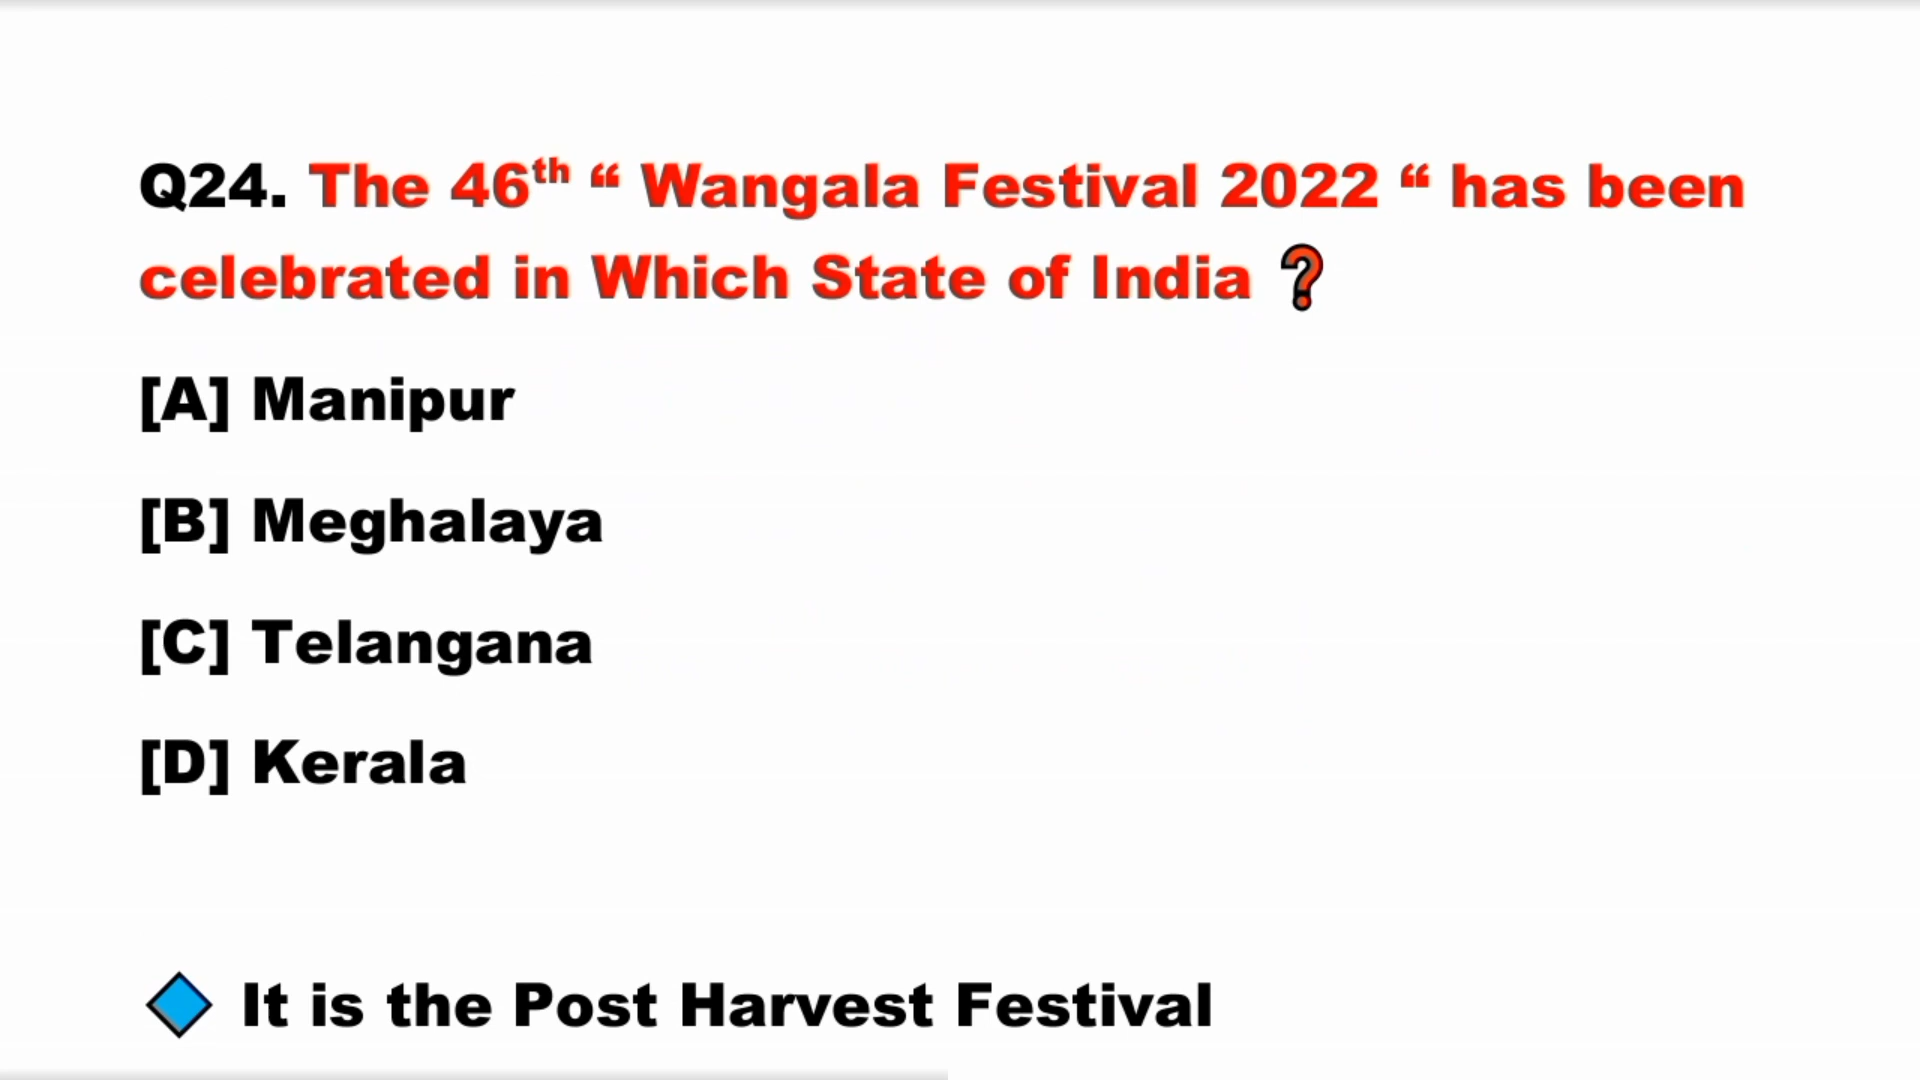 Q24. The 46th “ Wangala Festival 2022 “ has been
celebrated in Which State of India ❓
[A] Manipur
[B] Meghalaya
[C] Telangana
[D] Kerala
🔷 It is the Post Harvest Festival